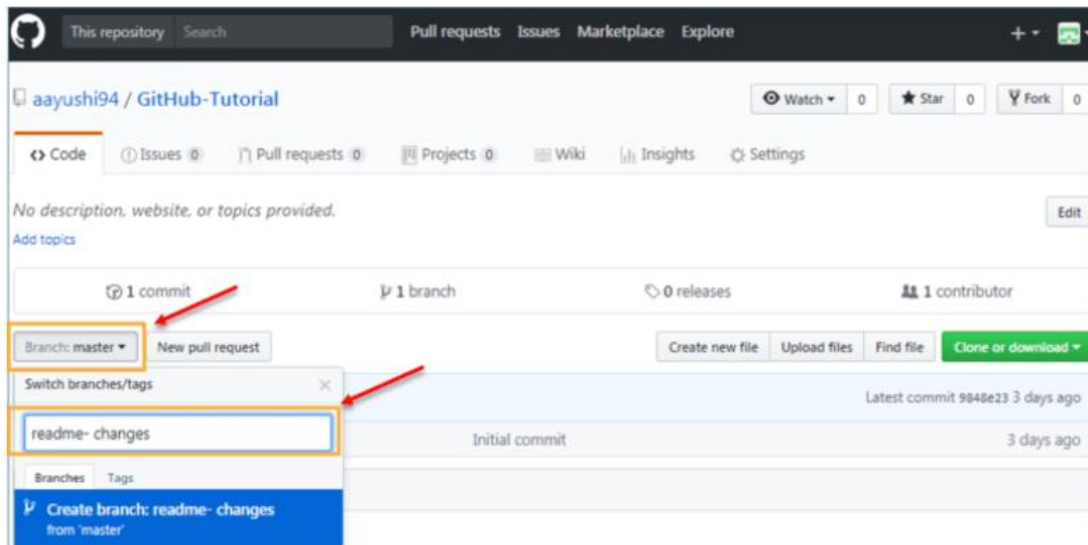 This repository Search Pull requests Issues Marketplace Explore
aayushi94 / GitHub-Tutorial Watch 0 Star 0 Fork 0
Code Issues 0 Pull requests 0 Projects 0 Wiki Insights Settings
No description, website, or topics provided. Edit
Add topics
1 commit 1 branch 0 releases 1 contributor
Branch: master New pull request Create new file Upload files Find file Clone or download
Switch branches/tags
Latest commit 9848e23 3 days ago
readme- changes
Initial commit 3 days ago
Branches Tags
Create branch: readme- changes
from 'master'